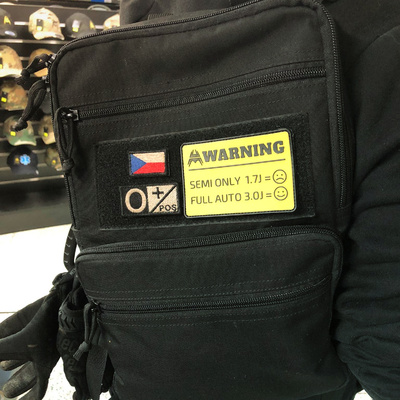 WARNING
SEMI ONLY 1.7J = ☹
FULL AUTO 3.0J = ☺
O +
POS